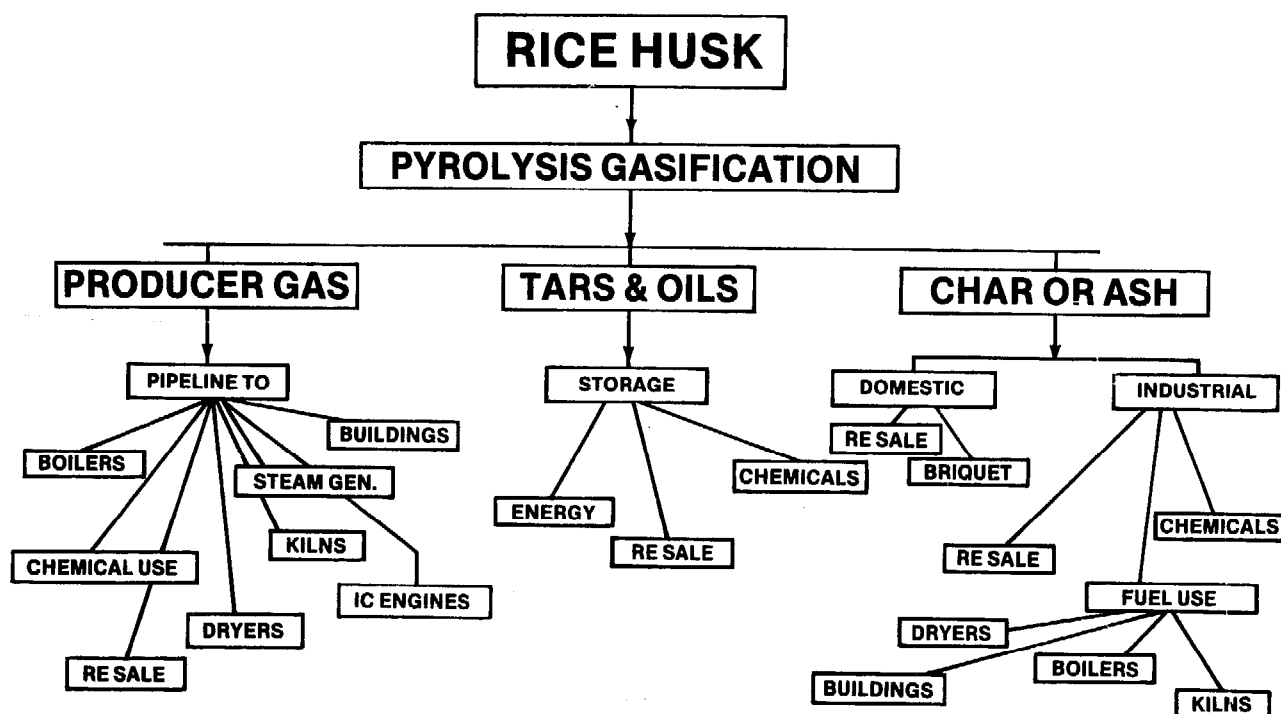 RICE HUSK
PYROLYSIS GASIFICATION
PRODUCER GAS
TARS & OILS
CHAR OR ASH
PIPELINE TO
STORAGE
DOMESTIC
INDUSTRIAL
BUILDINGS
RE SALE
BOILERS
STEAM GEN.
CHEMICALS
BRIQUET
ENERGY
CHEMICALS
KILNS
RE SALE
RE SALE
CHEMICAL USE
IC ENGINES
FUEL USE
DRYERS
DRYERS
RE SALE
BOILERS
BUILDINGS
KILNS